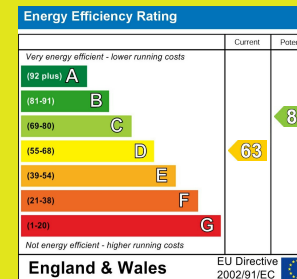 Energy Efficiency Rating
Current
Very energy efficient - lower running costs
(92 plus) A
(81-91) B
(69-80) C
(55-68) D
63
(39-54) E
(21-38) F
(1-20) G
Not energy efficient - higher running costs
England & Wales
EU Directive
2002/91/EC